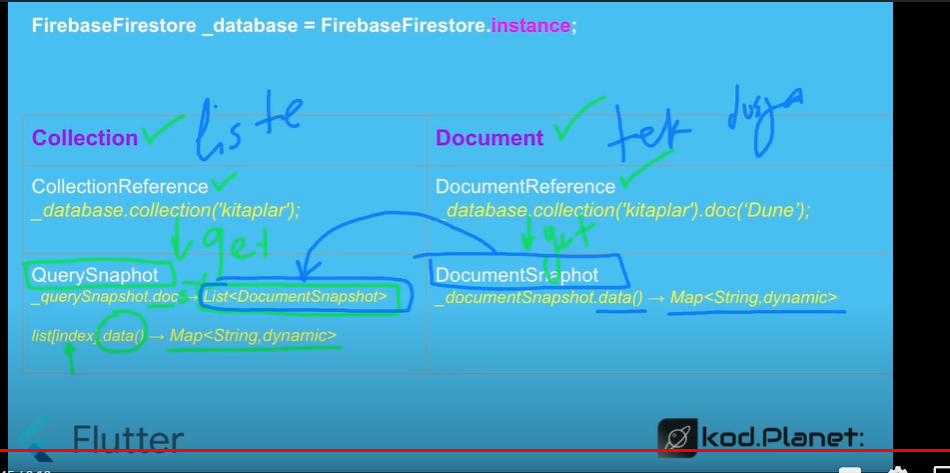 FirebaseFirestore _database = FirebaseFirestore.instance;
Collection
liste
Document
tek dosya
CollectionReference
_database.collection('kitaplar');
DocumentReference
_database.collection('kitaplar').doc(‘Dune’);
get
get
QuerySnaphot
_querySnapshot.docs → List<DocumentSnapshot>
list[index].data() → Map<String,dynamic>
DocumentSnaphot
_documentSnapshot.data() → Map<String,dynamic>
Flutter
kod.Planet: